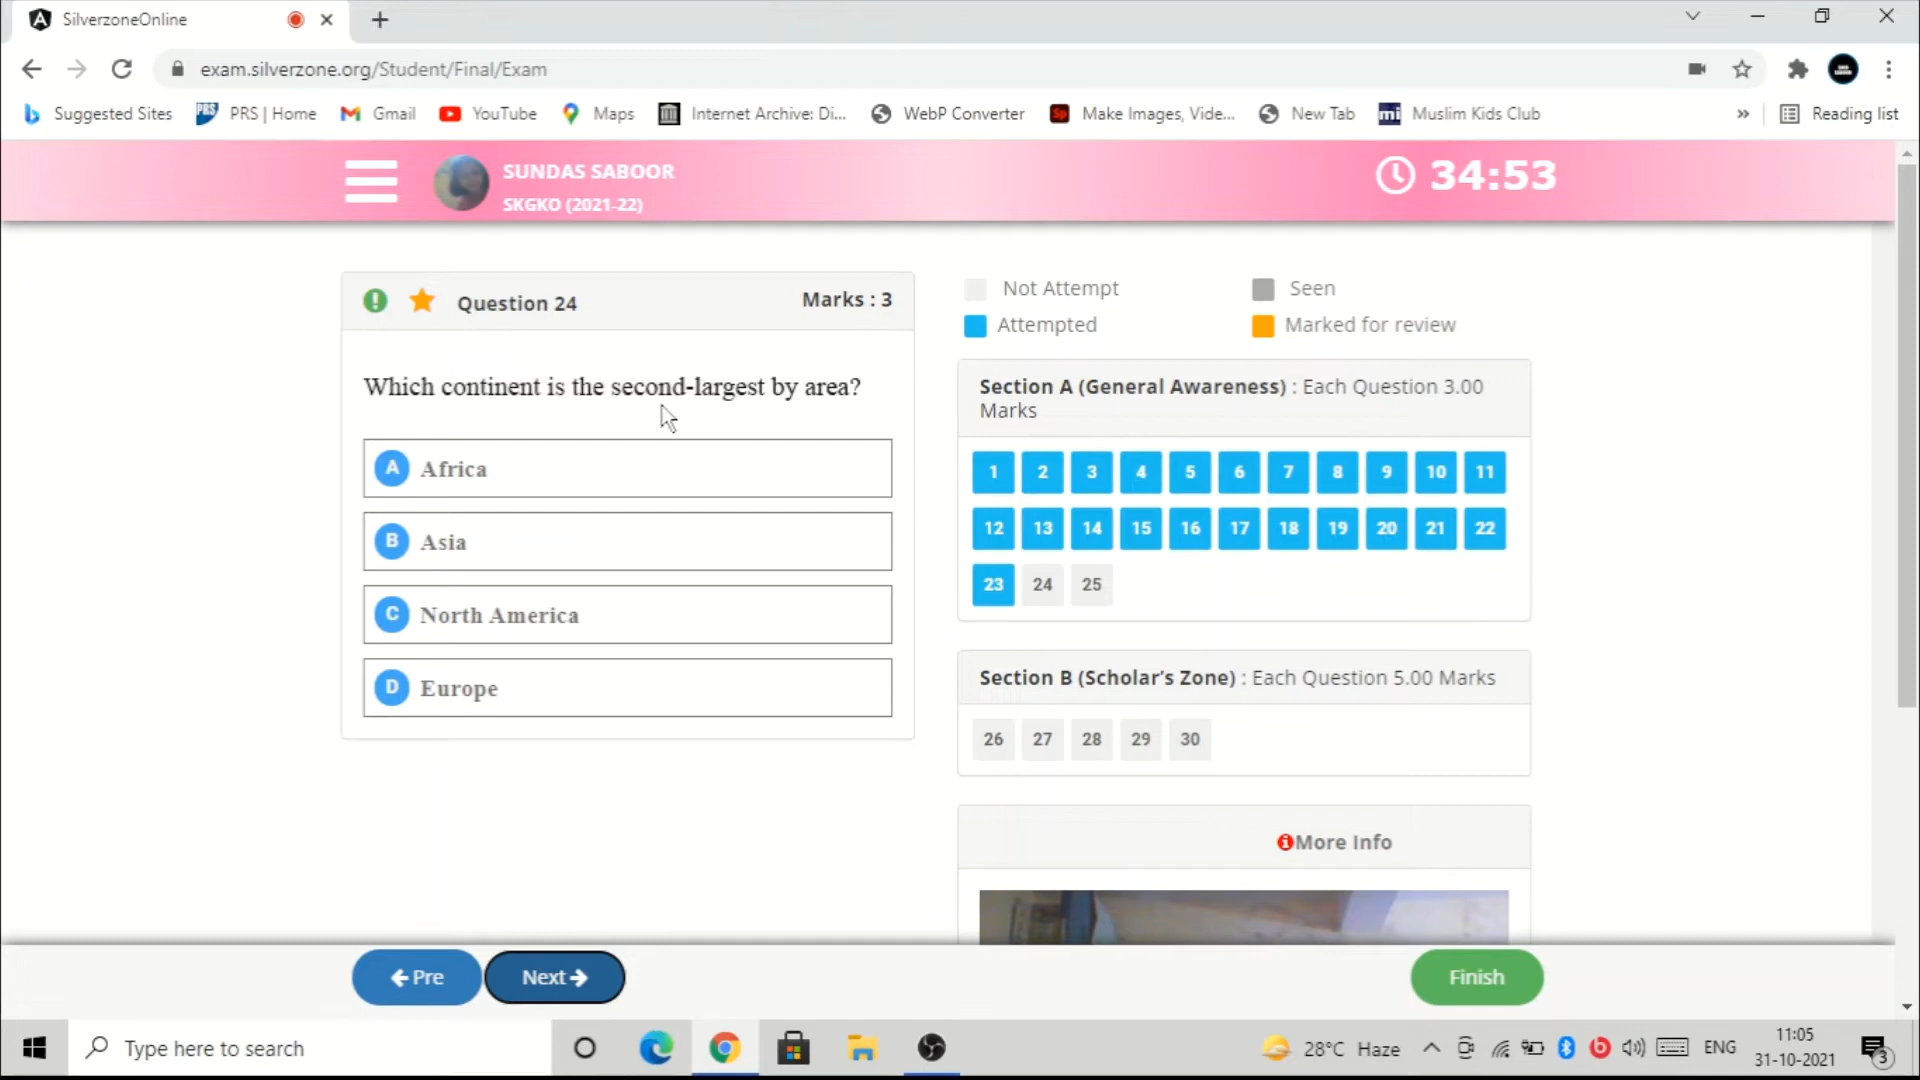 SilverzoneOnline
exam.silverzone.org/Student/Final/Exam
Suggested Sites PRS | Home Gmail YouTube Maps Internet Archive: Di... WebP Converter Make Images, Vide... New Tab Muslim Kids Club » Reading list
SUNDAS SABOOR
SKGKO (2021-22)
34:53
Question 24 Marks : 3
Which continent is the second-largest by area?
A Africa
B Asia
C North America
D Europe
Not Attempt Seen
Attempted Marked for review
Section A (General Awareness) : Each Question 3.00
Marks
1 2 3 4 5 6 7 8 9 10 11
12 13 14 15 16 17 18 19 20 21 22
23 24 25
Section B (Scholar's Zone) : Each Question 5.00 Marks
26 27 28 29 30
More Info
Pre Next Finish
Type here to search
28°C Haze ENG
11:05
31-10-2021
3